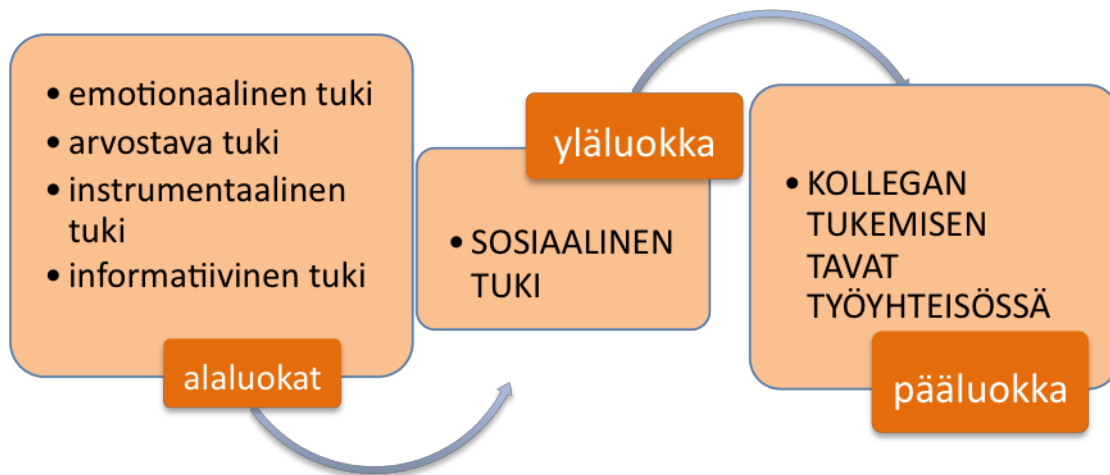 • emotionaalinen tuki
• arvostava tuki
• instrumentaalinen
tuki
• informatiivinen tuki
alaluokat
yläluokka
• SOSIAALINEN
TUKI
• KOLLEGAN
TUKEMISEN
TAVAT
TYÖYHTEISÖSSÄ
pääluokka